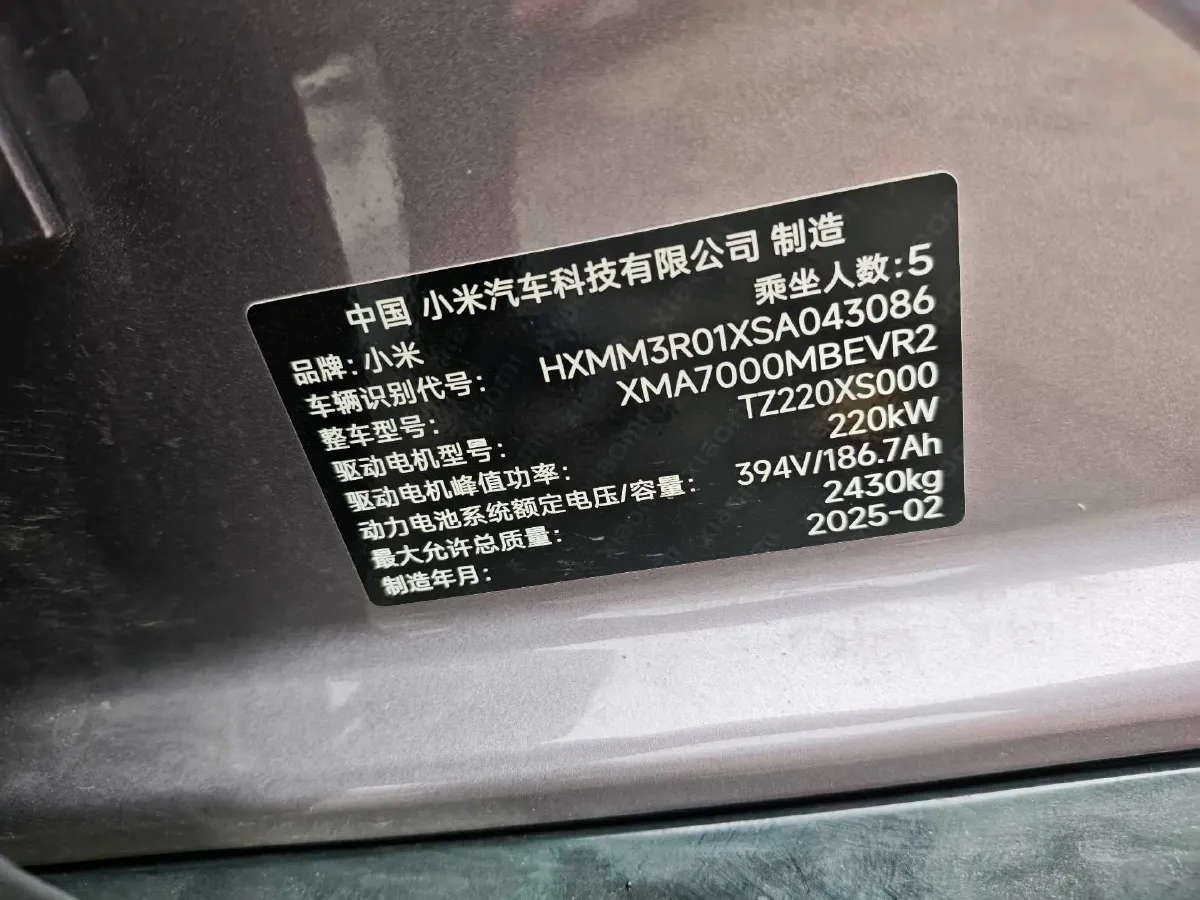 中国 小米汽车科技有限公司 制造
品牌: 小米 乘坐人数:5
车辆识别代号: HXMM3R01XSA043086
整车型号: XMA7000MBEVR2
驱动电机型号: TZ220XS000
驱动电机峰值功率: 220kW
动力电池系统额定电压/容量: 394V/186.7Ah
最大允许总质量: 2430kg
制造年月: 2025-02